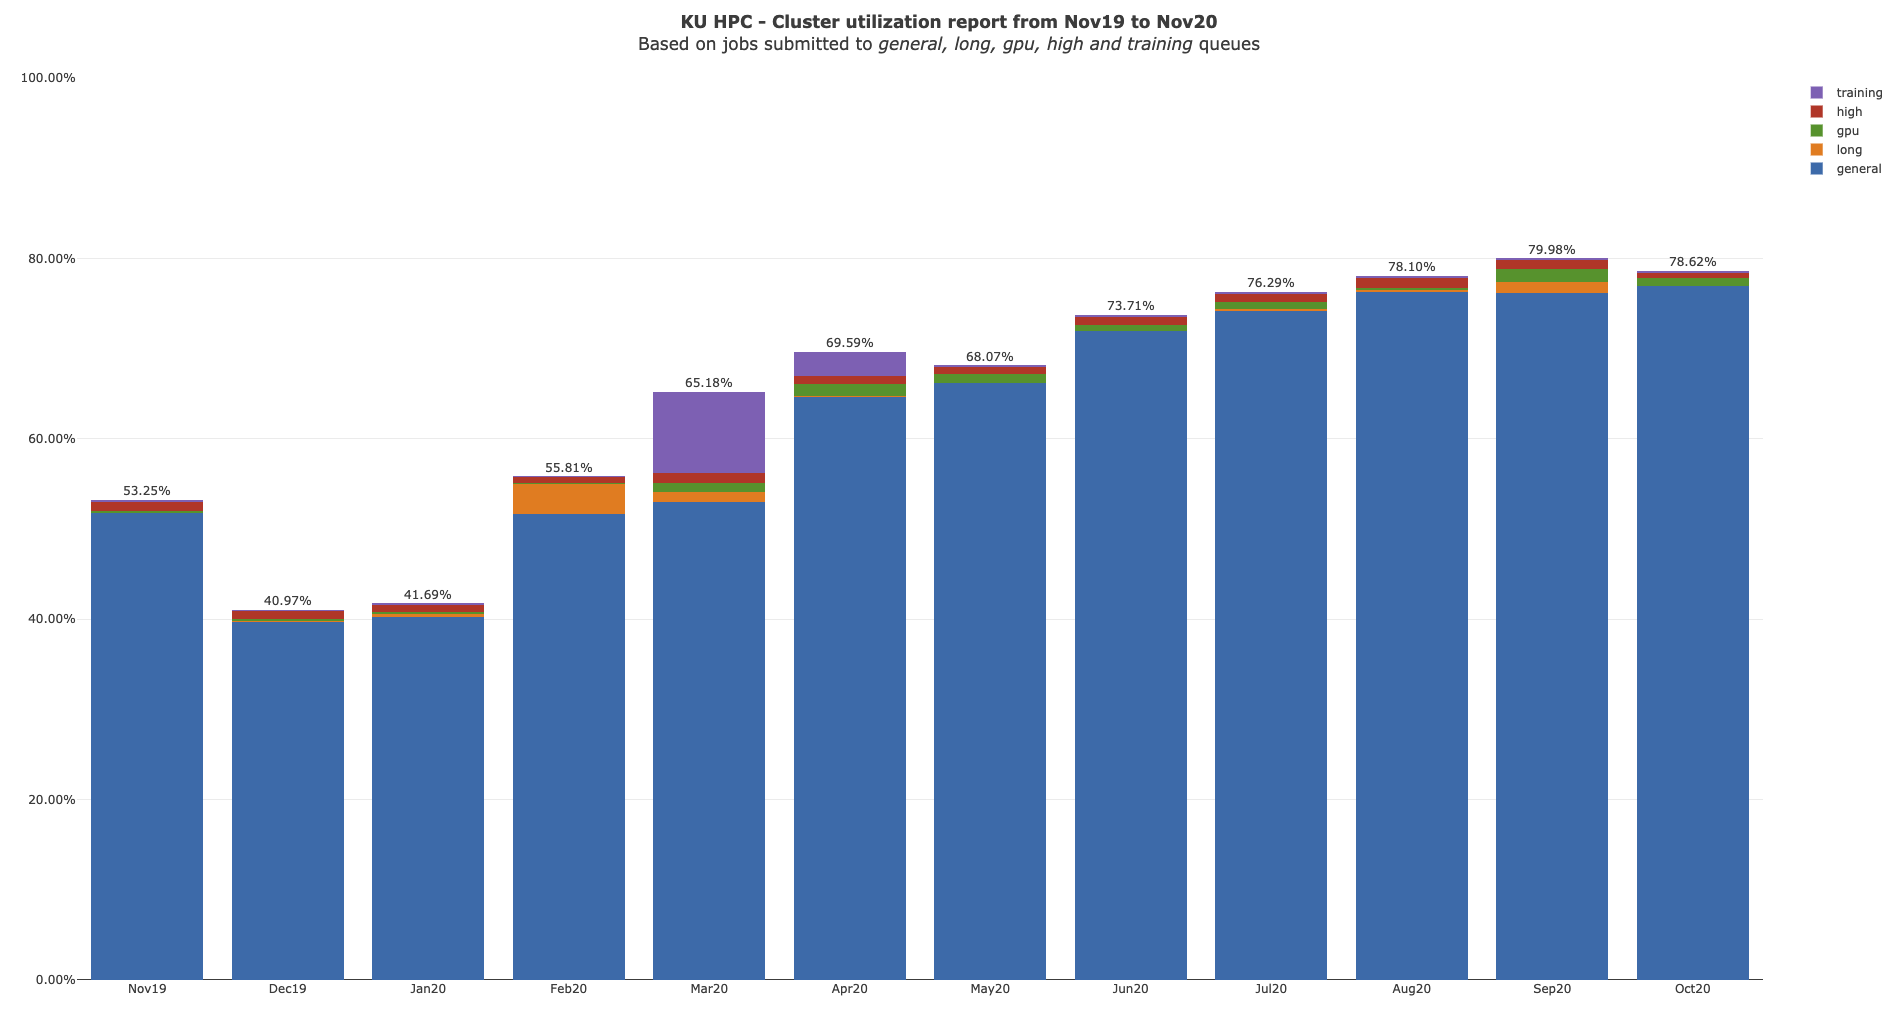 KU HPC - Cluster utilization report from Nov19 to Nov20
Based on jobs submitted to general, long, gpu, high and training queues
100.00%
80.00%
60.00%
40.00%
20.00%
0.00%
training
high
gpu
long
general
53.25%
40.97%
41.69%
55.81%
65.18%
69.59%
68.07%
73.71%
76.29%
78.10%
79.98%
78.62%
Nov19
Dec19
Jan20
Feb20
Mar20
Apr20
May20
Jun20
Jul20
Aug20
Sep20
Oct20